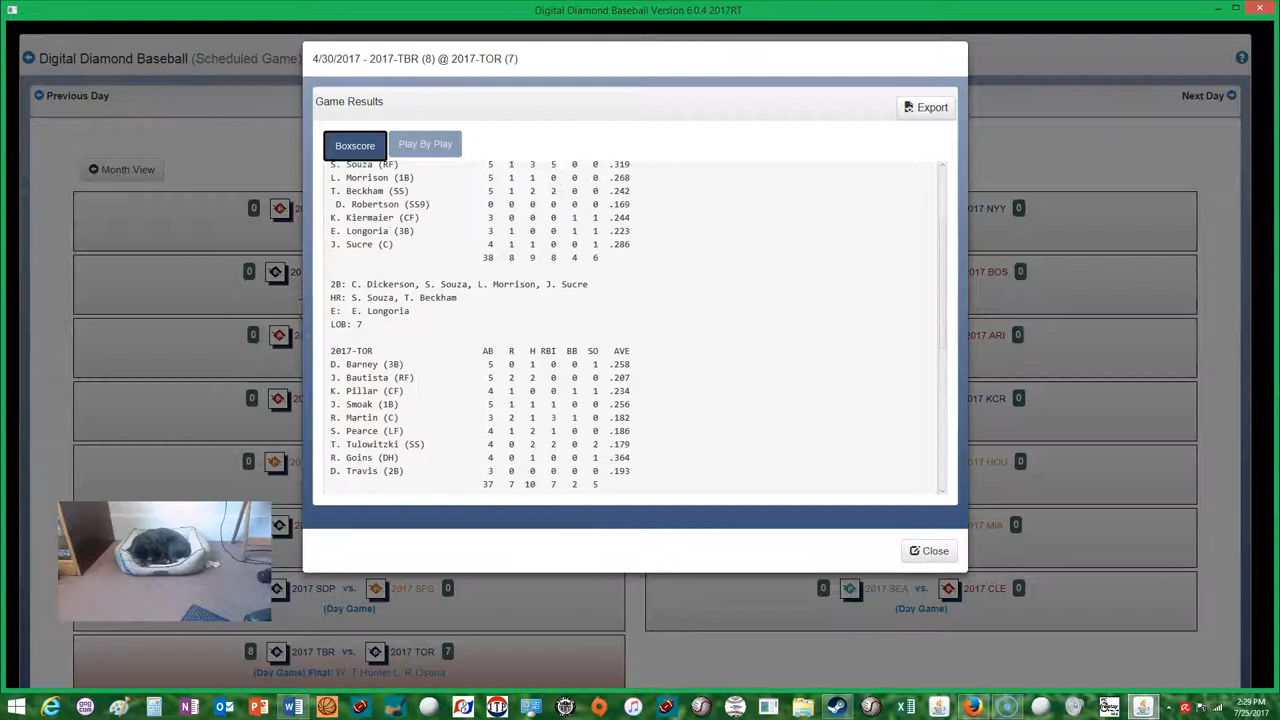 Digital Diamond Baseball Version 6.0.4 2017RT
Digital Diamond Baseball (Scheduled Game)
4/30/2017 - 2017-TBR (8) @ 2017-TOR (7)
Previous Day
Next Day
Game Results
Export
Boxscore
Play By Play
Month View
S. Souza (RF) 5 1 3 5 0 0 .319
L. Morrison (1B) 5 1 1 0 0 0 .268
T. Beckham (SS) 5 1 2 2 0 0 .242
D. Robertson (SS9) 0 0 0 0 0 0 .169
K. Kiermaier (CF) 3 0 0 0 1 1 .244
E. Longoria (3B) 3 1 0 0 1 1 .223
J. Sucre (C) 4 1 1 0 0 1 .286
38 8 9 8 4 6
2B: C. Dickerson, S. Souza, L. Morrison, J. Sucre
HR: S. Souza, T. Beckham
E: E. Longoria
LOB: 7
2017-TOR AB R H RBI BB SO AVE
D. Barney (3B) 5 0 1 0 0 1 .258
J. Bautista (RF) 5 2 2 0 0 0 .207
K. Pillar (CF) 4 1 0 0 1 1 .234
J. Smoak (1B) 5 1 1 1 0 0 .256
R. Martin (C) 3 2 1 3 1 0 .182
S. Pearce (LF) 4 1 2 1 0 0 .186
T. Tulowitzki (SS) 4 0 2 2 0 2 .179
R. Goins (DH) 4 0 1 0 0 1 .364
D. Travis (2B) 3 0 0 0 0 0 .193
37 7 10 7 2 5
Close
0
2017 NYY 0
0
2017 BOS 0
0
2017 ARI 0
0
2017 KCR 0
0
2017 HOU 0
2017 MIA 0
2017 SDP vs. 2017 SFG 0
(Day Game)
0 2017 SEA vs. 2017 CLE 0
(Day Game)
8 2017 TBR vs. 2017 TOR 7
(Day Game) Final: W. T.Hunter L. R.Osuna
2:29 PM
7/25/2017